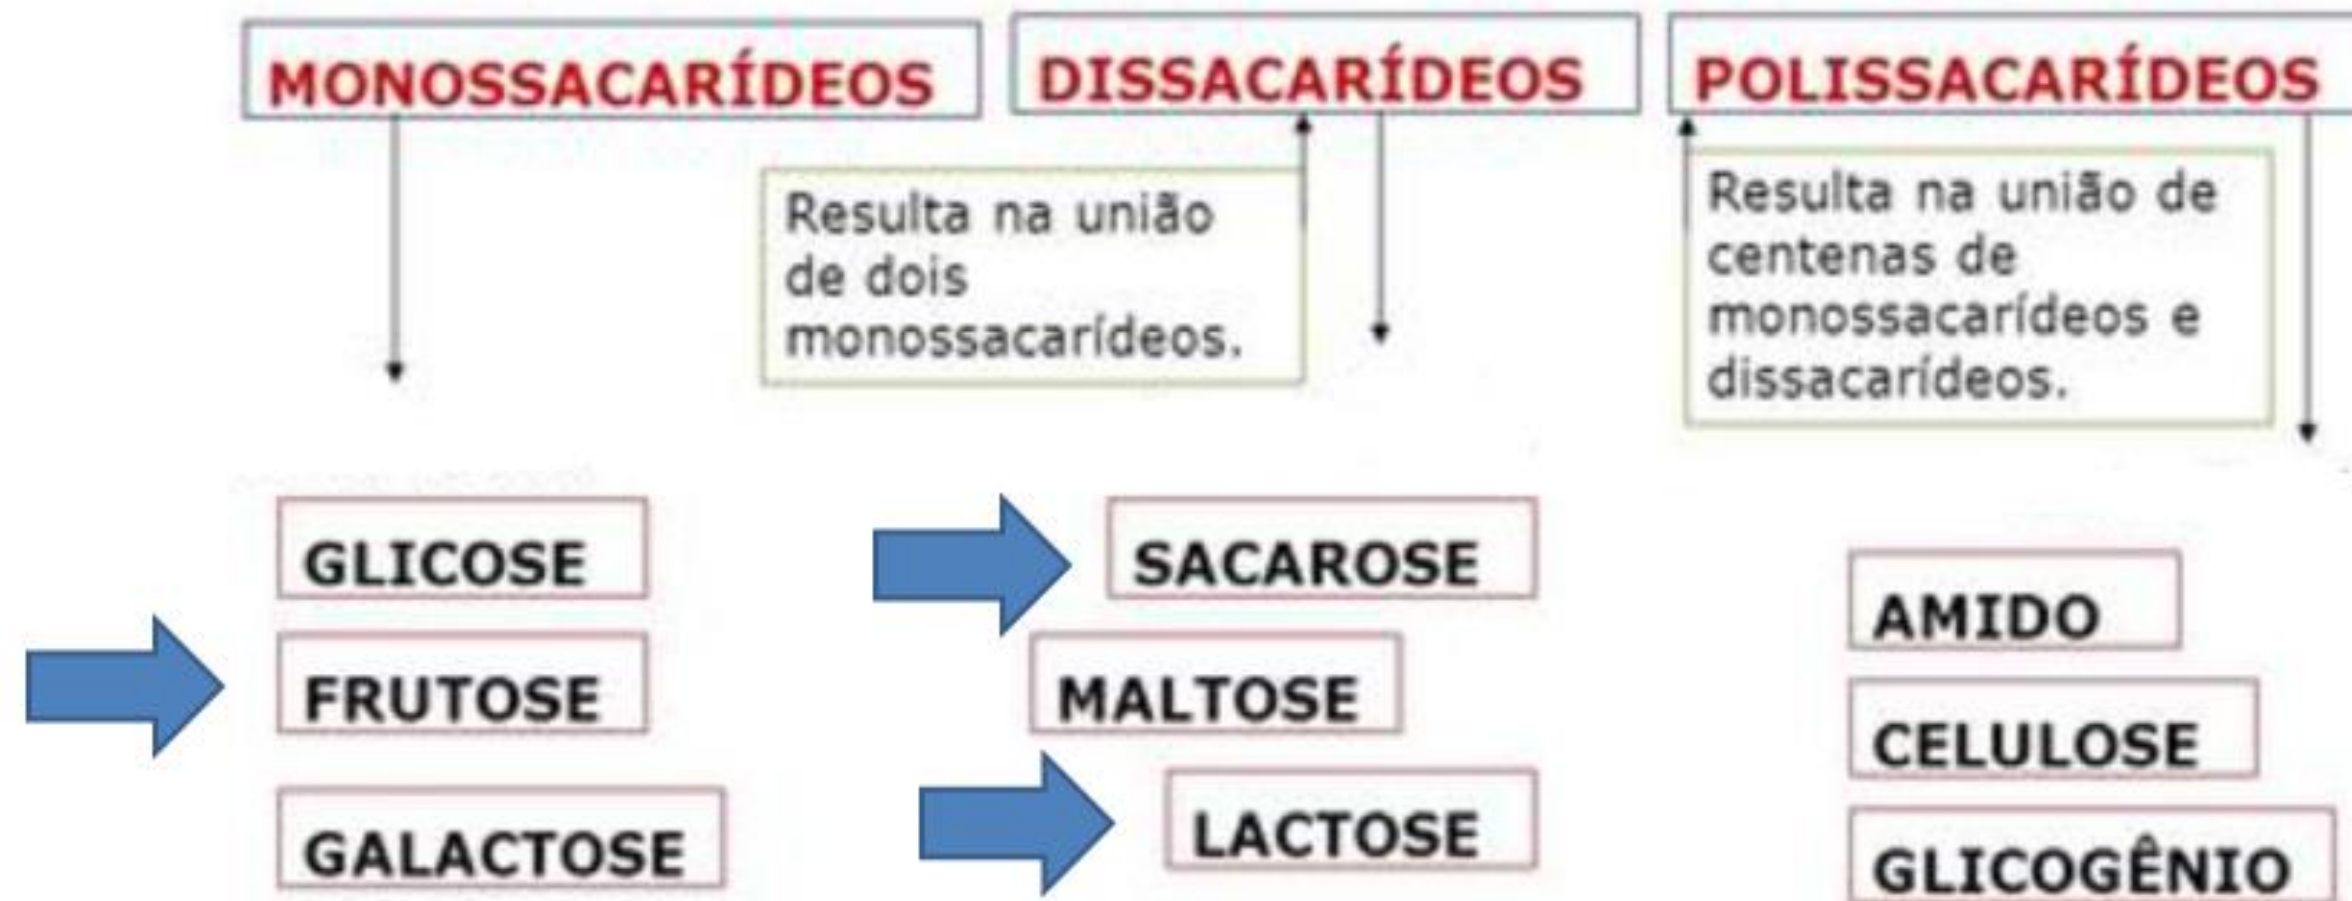 MONOSSACARÍDEOS
DISSACARÍDEOS
POLISSACARÍDEOS
Resulta na união
de dois
monossacarídeos.
Resulta na união de
centenas de
monossacarídeos e
dissacarídeos.
GLICOSE
FRUTOSE
GALACTOSE
SACAROSE
MALTOSE
LACTOSE
AMIDO
CELULOSE
GLICOGÊNIO